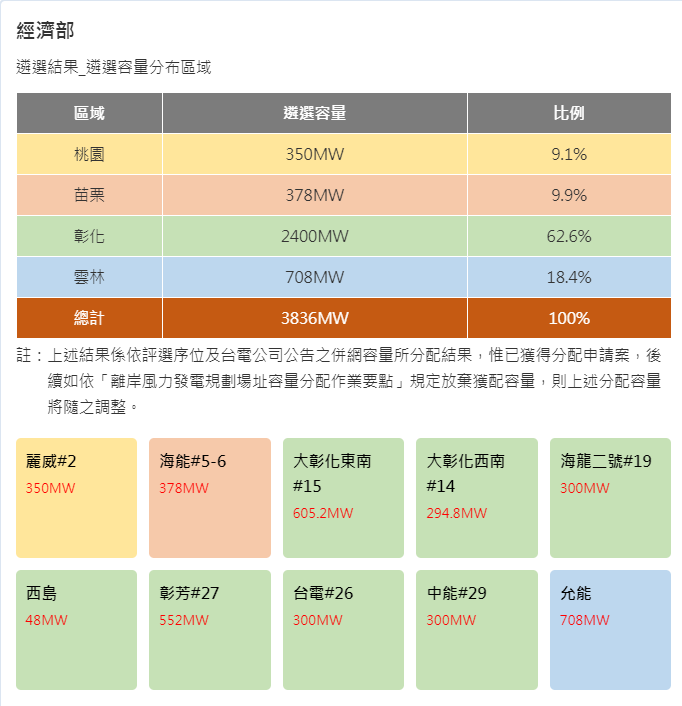 經濟部
遴選結果_遴選容量分布區域
區域 遴選容量 比例
桃園 350MW 9.1%
苗栗 378MW 9.9%
彰化 2400MW 62.6%
雲林 708MW 18.4%
總計 3836MW 100%
註：上述結果係依評選序位及台電公司公告之併網容量所分配結果，惟已獲得分配申請案，後
續如依「離岸風力發電規劃場址容量分配作業要點」規定放棄獲配容量，則上述分配容量
將隨之調整。
麗威#2
350MW
海能#5-6
378MW
大彰化東南
#15
605.2MW
大彰化西南
#14
294.8MW
海龍二號#19
300MW
西島
48MW
彰芳#27
552MW
台電#26
300MW
中能#29
300MW
允能
708MW